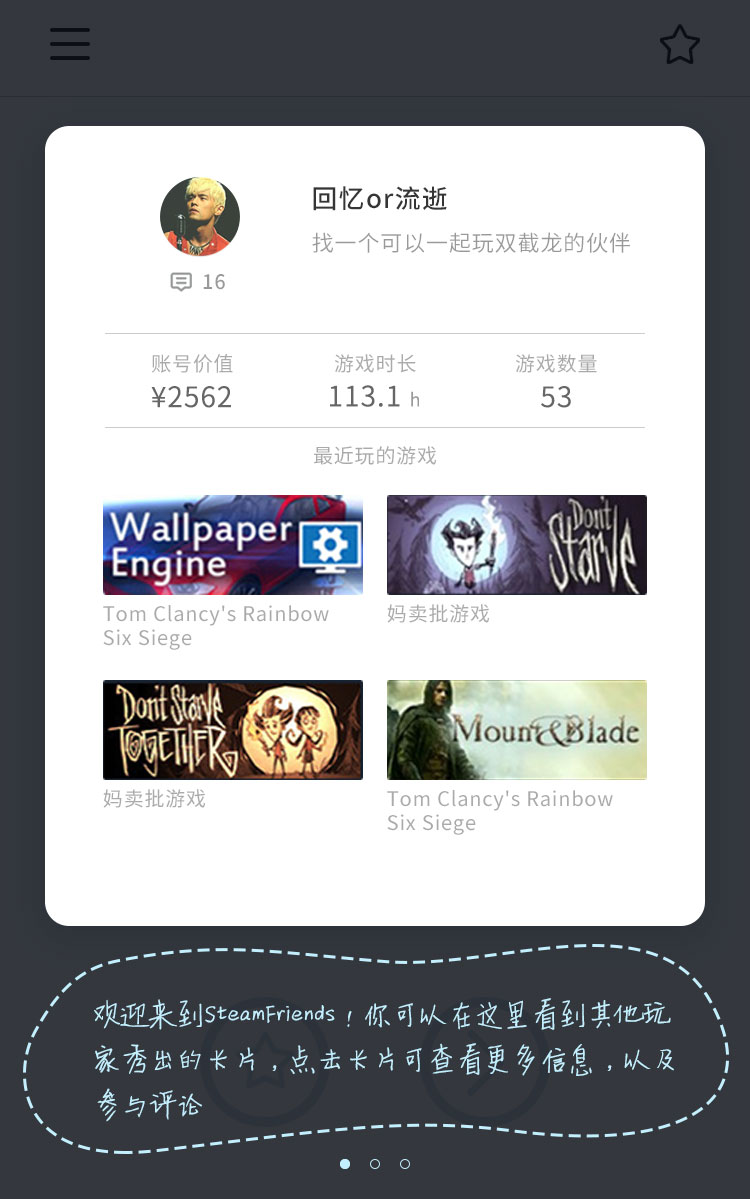 回忆or流逝
找一个可以一起玩双截龙的伙伴
16
账号价值 游戏时长 游戏数量
¥2562 113.1 h 53
最近玩的游戏
Wallpaper
Engine
Don't
Starve
Tom Clancy's Rainbow
Six Siege
妈卖批游戏
Don't Starve
TOGETHER
Mount&Blade
妈卖批游戏
Tom Clancy's Rainbow
Six Siege
欢迎来到SteamFriends！你可以在这里看到其他玩
家秀出的卡片，点击卡片可查看更多信息，以及
参与评论